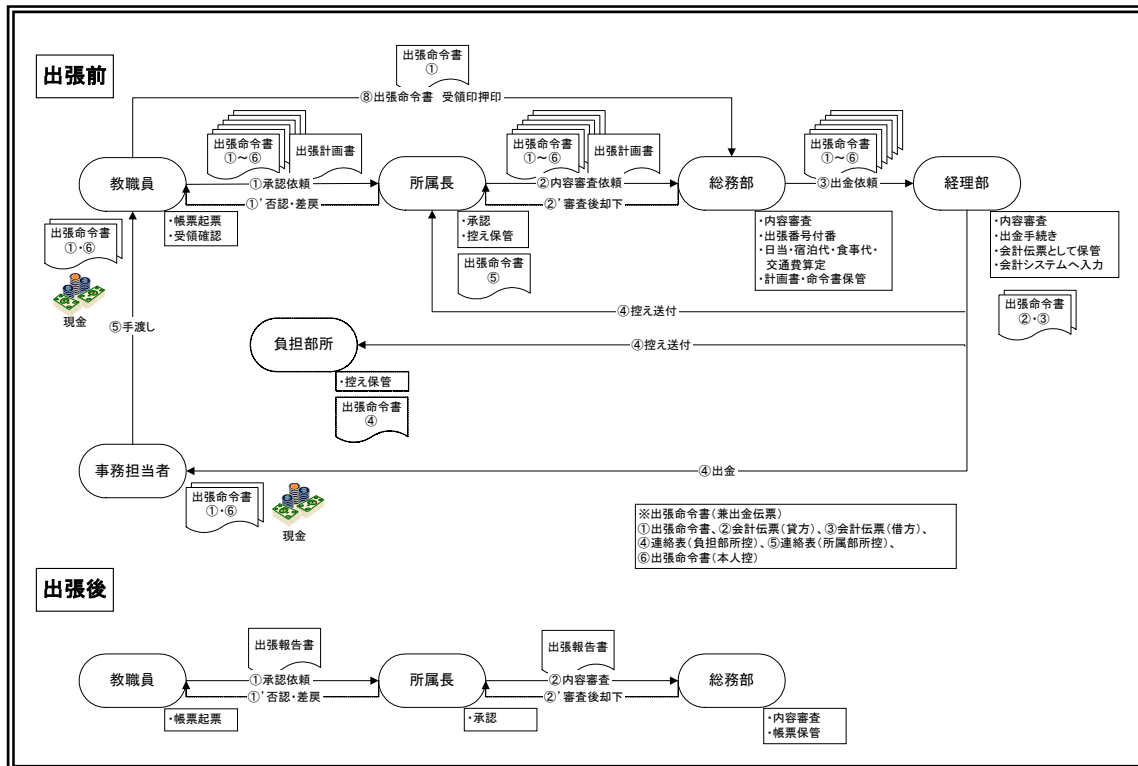 出張前
出張命令書
①
⑧出張命令書 受領印押印
出張命令書
①~⑥
出張計画書
出張命令書
①~⑥
出張計画書
出張命令書
①~⑥
教職員
①承認依頼
①'否認・差戻
所属長
②内容審査依頼
②'審査後却下
総務部
③出金依頼
経理部
・帳票起票
・受領確認
・承認
・控え保管
・内容審査
・出張番号付番
・日当・宿泊代・食事代・
交通費算定
・計画書・命令書保管
・内容審査
・出金手続き
・会計伝票として保管
・会計システムへ入力
出張命令書
①・⑥
現金
出張命令書
⑤
出張命令書
②・③
④控え送付
⑤手渡し
負担部所
④控え送付
・控え保管
出張命令書
④
事務担当者
④出金
出張命令書
①・⑥
現金
※出張命令書(兼出金伝票)
①出張命令書、②会計伝票(貸方)、③会計伝票(借方)、
④連絡表(負担部所控)、⑤連絡表(所属部所控)、
⑥出張命令書(本人控)
出張後
出張報告書
出張報告書
教職員
①承認依頼
①'否認・差戻
所属長
②内容審査
②'審査後却下
総務部
・帳票起票
・承認
・内容審査
・帳票保管